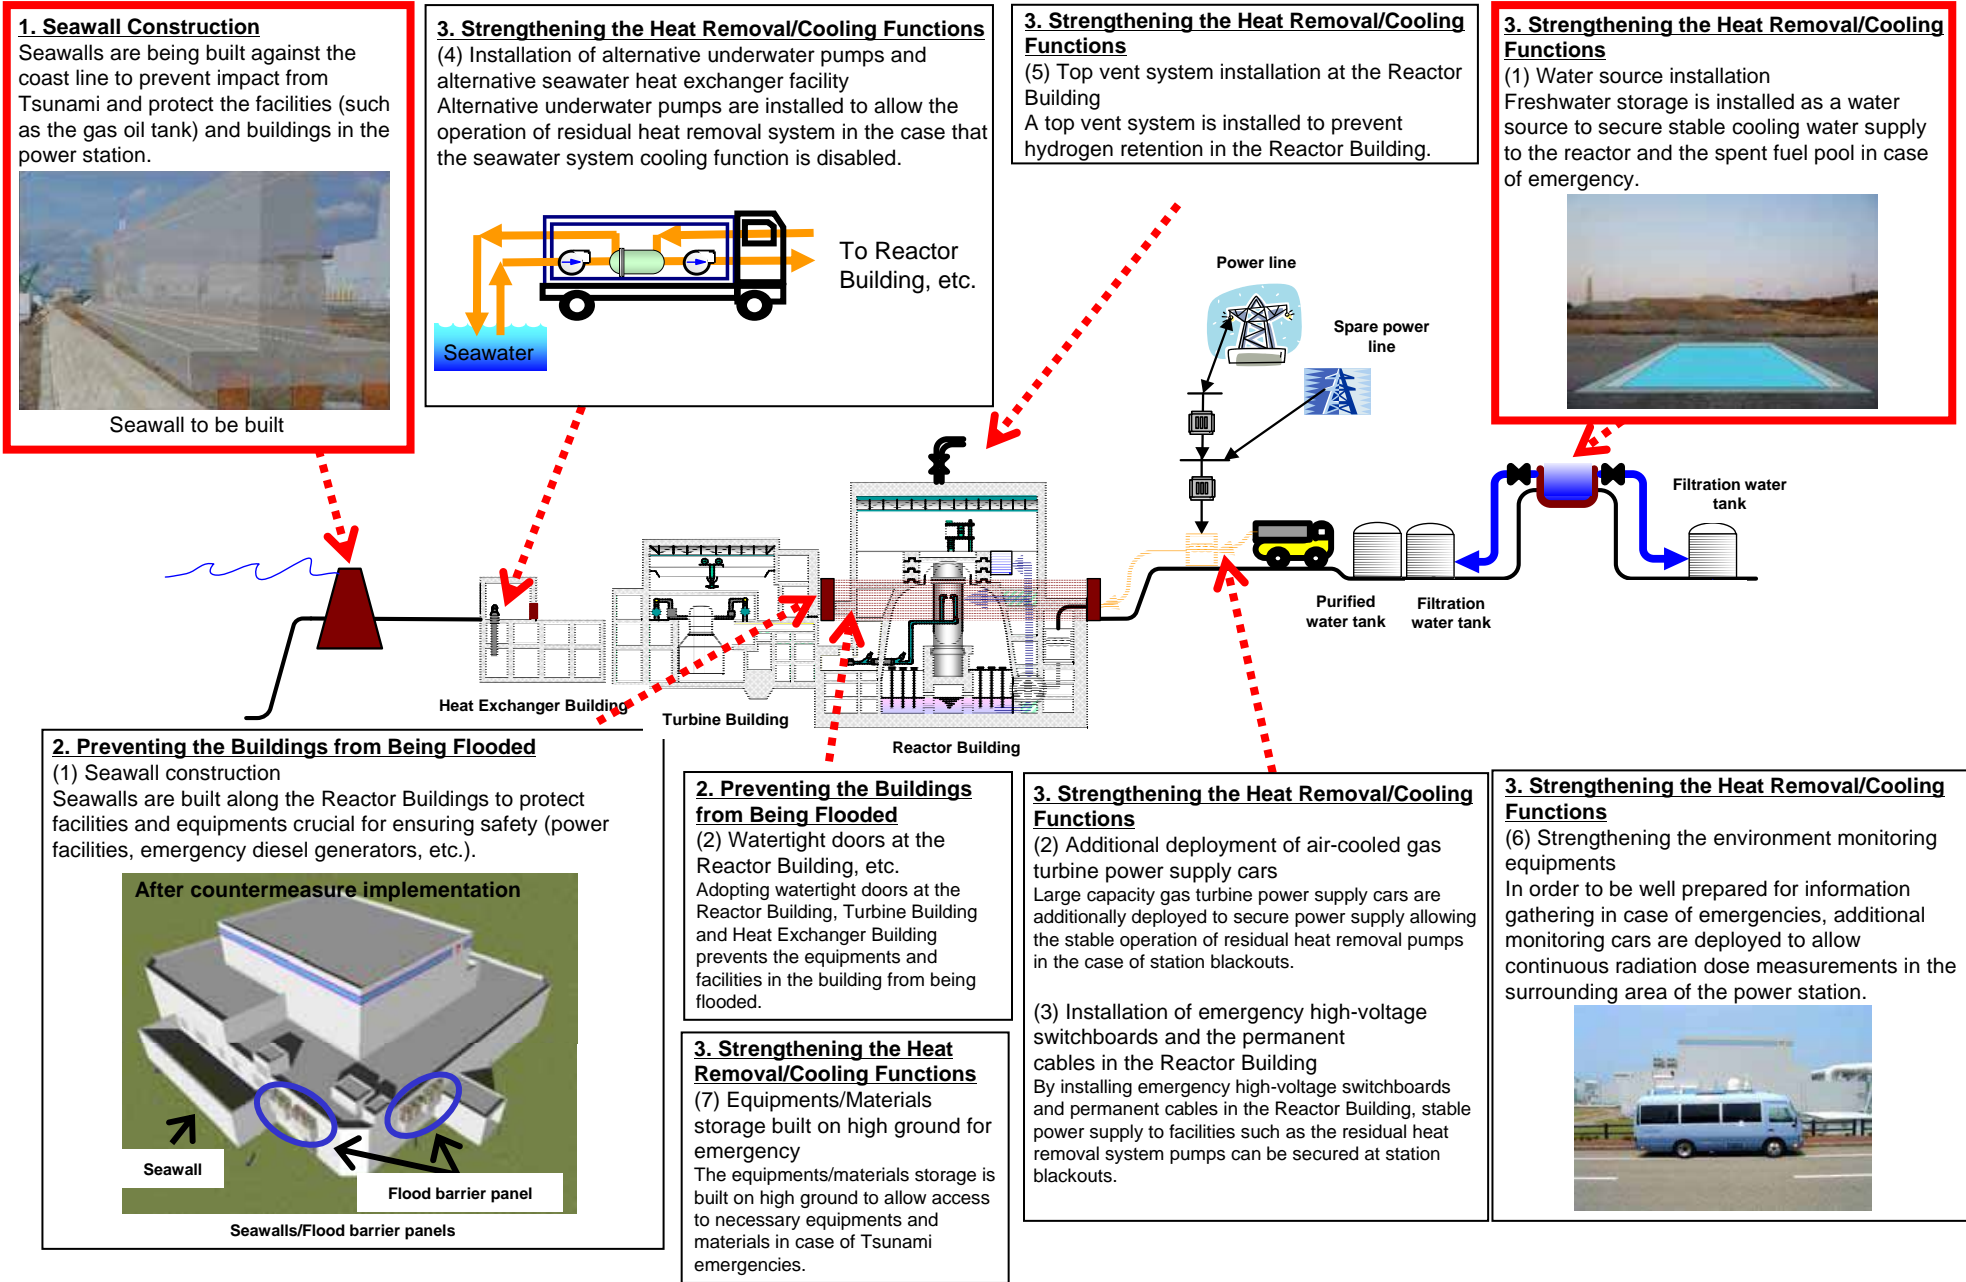 1. Seawall Construction
Seawalls are being built against the
coast line to prevent impact from
Tsunami and protect the facilities (such
as the gas oil tank) and buildings in the
power station.
Seawall to be built
3. Strengthening the Heat Removal/Cooling Functions
(4) Installation of alternative underwater pumps and
alternative seawater heat exchanger facility
Alternative underwater pumps are installed to allow the
operation of residual heat removal system in the case that
the seawater system cooling function is disabled.
To Reactor
Building, etc.
Seawater
3. Strengthening the Heat Removal/Cooling
Functions
(5) Top vent system installation at the Reactor
Building
A top vent system is installed to prevent
hydrogen retention in the Reactor Building.
3. Strengthening the Heat Removal/Cooling
Functions
(1) Water source installation
Freshwater storage is installed as a water
source to secure stable cooling water supply
to the reactor and the spent fuel pool in case
of emergency.
Power line
Spare power
line
Filtration water
tank
Purified
water tank
Filtration
water tank
Heat Exchanger Building
Turbine Building
Reactor Building
2. Preventing the Buildings from Being Flooded
(1) Seawall construction
Seawalls are built along the Reactor Buildings to protect
facilities and equipments crucial for ensuring safety (power
facilities, emergency diesel generators, etc.).
After countermeasure implementation
Seawall
Flood barrier panel
Seawalls/Flood barrier panels
2. Preventing the Buildings
from Being Flooded
(2) Watertight doors at the
Reactor Building, etc.
Adopting watertight doors at the
Reactor Building, Turbine Building
and Heat Exchanger Building
prevents the equipments and
facilities in the building from being
flooded.
3. Strengthening the Heat
Removal/Cooling Functions
(7) Equipments/Materials
storage built on high ground for
emergency
The equipments/materials storage is
built on high ground to allow access
to necessary equipments and
materials in case of Tsunami
emergencies.
3. Strengthening the Heat Removal/Cooling
Functions
(2) Additional deployment of air-cooled gas
turbine power supply cars
Large capacity gas turbine power supply cars are
additionally deployed to secure power supply allowing
the stable operation of residual heat removal pumps
in the case of station blackouts.
(3) Installation of emergency high-voltage
switchboards and the permanent
cables in the Reactor Building
By installing emergency high-voltage switchboards
and permanent cables in the Reactor Building, stable
power supply to facilities such as the residual heat
removal system pumps can be secured at station
blackouts.
3. Strengthening the Heat Removal/Cooling
Functions
(6) Strengthening the environment monitoring
equipments
In order to be well prepared for information
gathering in case of emergencies, additional
monitoring cars are deployed to allow
continuous radiation dose measurements in the
surrounding area of the power station.